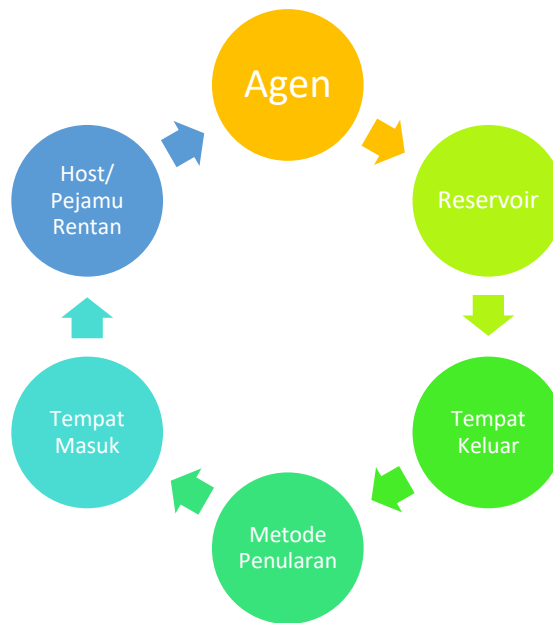 Agen
Reservoir
Tempat
Keluar
Metode
Penularan
Tempat
Masuk
Host/
Pejamu
Rentan